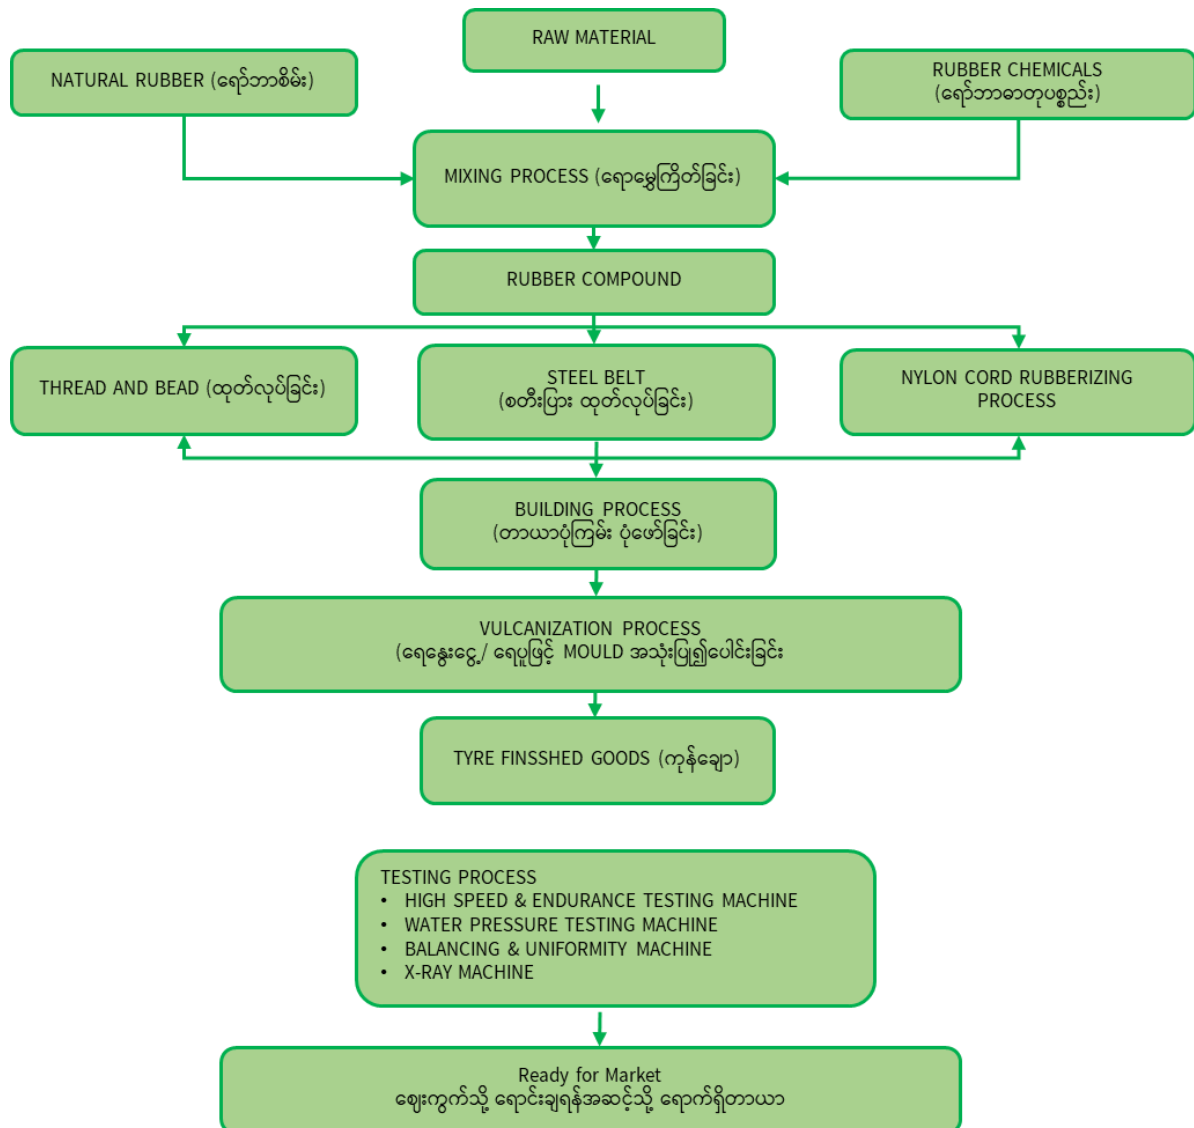 RAW MATERIAL
NATURAL RUBBER (ရော်ဘာစိမ်း)
RUBBER CHEMICALS
(ရော်ဘာဓာတုပစ္စည်း)
MIXING PROCESS (ရောမွှေကြိတ်ခြင်း)
RUBBER COMPOUND
THREAD AND BEAD (ထုတ်လုပ်ခြင်း)
STEEL BELT
(စတီးပြား ထုတ်လုပ်ခြင်း)
NYLON CORD RUBBERIZING
PROCESS
BUILDING PROCESS
(တာယာပုံကြမ်း ပုံဖော်ခြင်း)
VULCANIZATION PROCESS
(ရေနွေးငွေ့/ ရေပူဖြင့် MOULD အသုံးပြု၍ပေါင်းခြင်း
TYRE FINSSHED GOODS (ကုန်ချော)
TESTING PROCESS
• HIGH SPEED & ENDURANCE TESTING MACHINE
• WATER PRESSURE TESTING MACHINE
• BALANCING & UNIFORMITY MACHINE
• X-RAY MACHINE
Ready for Market
ဈေးကွက်သို့ ရောင်းချရန်အဆင့်သို့ ရောက်ရှိတာယာ